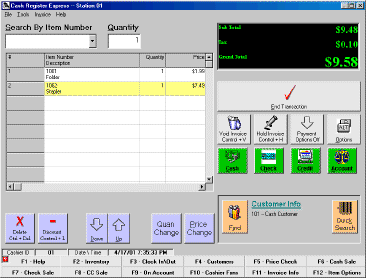 Cash Register Express -- Station 01
File Tools Invoice Help
Search By Item Number
Quantity
1
# Item Number Description Quantity Price
1 1001 Folder 1 $1.99
2 1002 Stapler 1 $7.49
Sub Total $9.48
Tax $0.10
Grand Total $9.58
End Transaction
Void Invoice Control + V
Hold Invoice Control + H
Payment Options Off
ALT
Options
Cash
Check
Credit
Account
Delete Ctrl + Del
Discount Control + L
Down
Up
Quan Change
Price Change
Find
Customer Info
101 -- Cash Customer
Quick Search
Cashier ID 01 Date \ Time 4/17/01 7:35:33 PM
F1 - Help F2 - Inventory F3 - Clock In\Out F4 - Customers F5 - Price Check F6 - Cash Sale
F7 - Check Sale F8 - CC Sale F9 - On Account F10 - Cashier Fnns F11 - Invoice Info F12 - Item Options